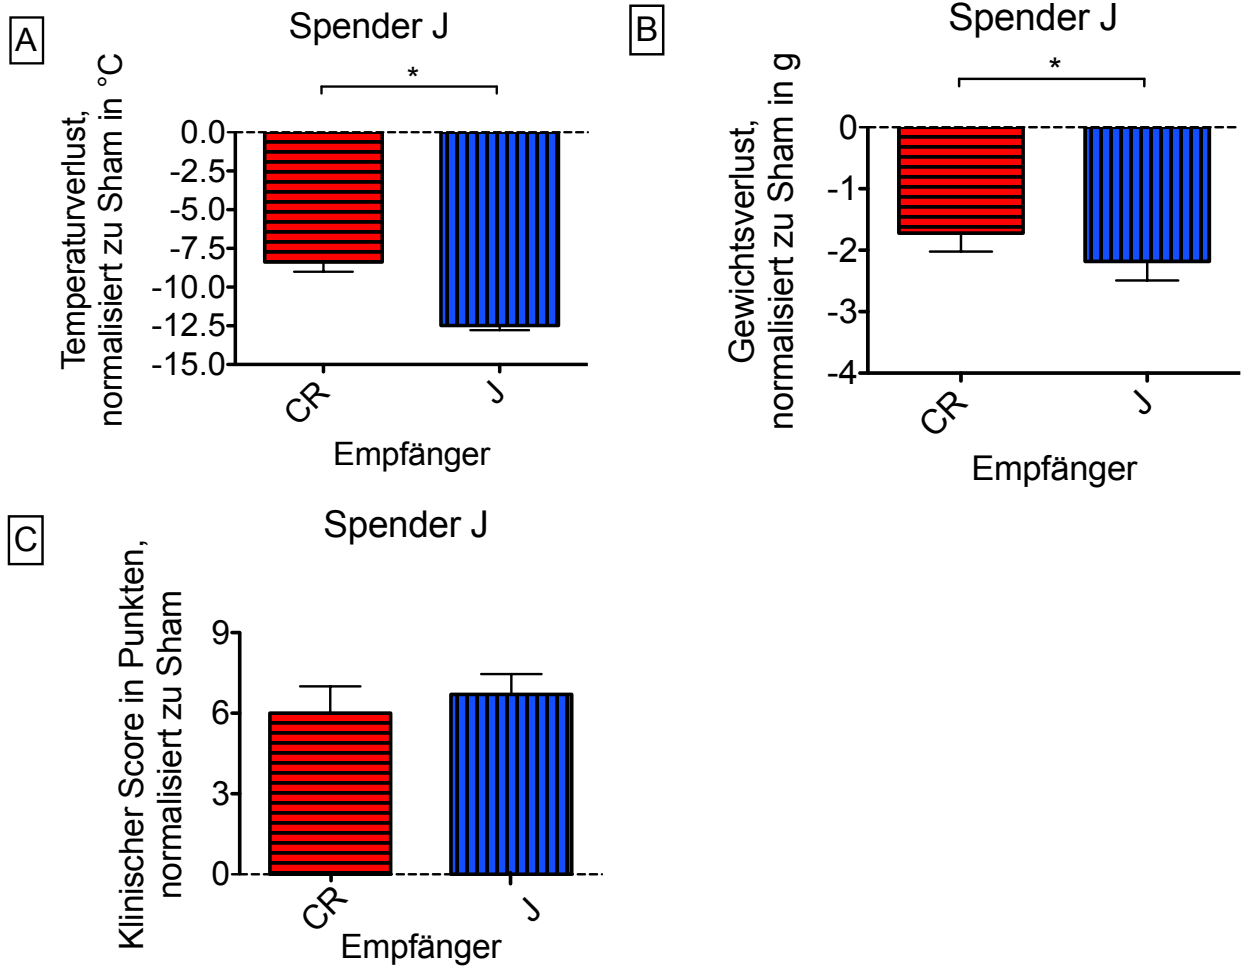 A
Spender J
*
Temperaturverlust,
normalisiert zu Sham in °C
0.0
-2.5
-5.0
-7.5
-10.0
-12.5
-15.0
CR
J
Empfänger
B
Spender J
*
Gewichtsverlust,
normalisiert zu Sham in g
0
-1
-2
-3
-4
CR
J
Empfänger
C
Spender J
Klinischer Score in Punkten,
normalisiert zu Sham
9
6
3
0
CR
J
Empfänger